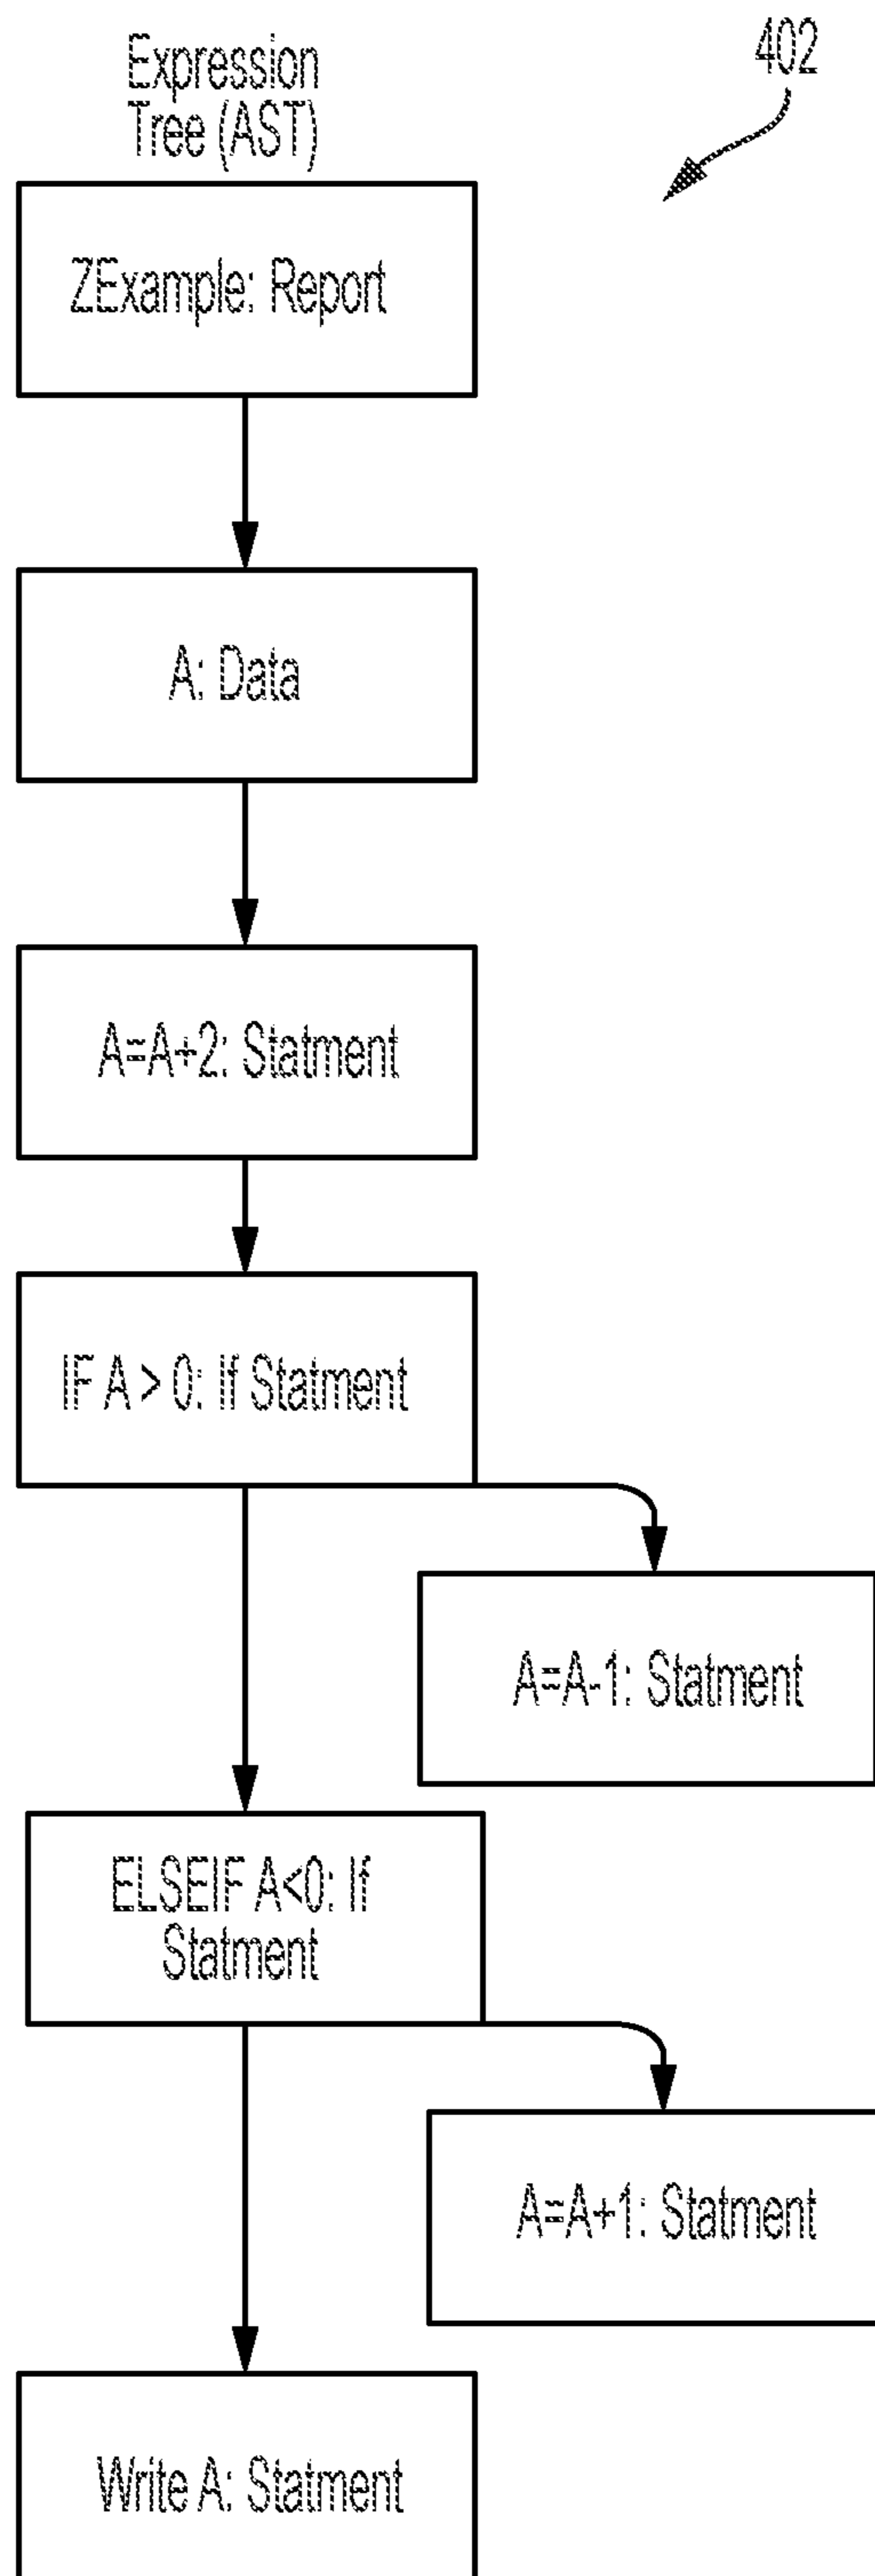 Expression
Tree (AST)
402
ZExample: Report
A: Data
A=A+2: Statment
IF A > 0: If Statment
A=A-1: Statment
ELSEIF A<0: If
Statment
A=A+1: Statment
Write A: Statment